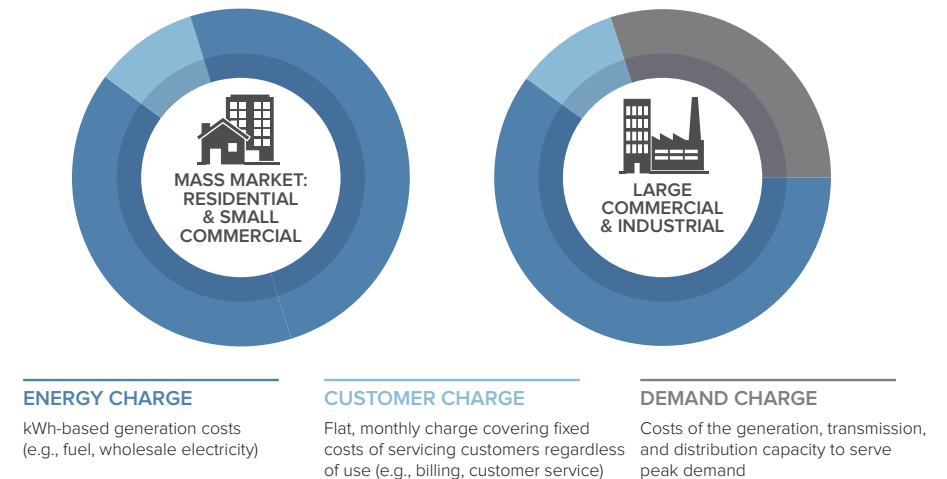 MASS MARKET:
RESIDENTIAL
& SMALL
COMMERCIAL
LARGE
COMMERCIAL
& INDUSTRIAL
ENERGY CHARGE
kWh-based generation costs
(e.g., fuel, wholesale electricity)
CUSTOMER CHARGE
Flat, monthly charge covering fixed
costs of servicing customers regardless
of use (e.g., billing, customer service)
DEMAND CHARGE
Costs of the generation, transmission,
and distribution capacity to serve
peak demand